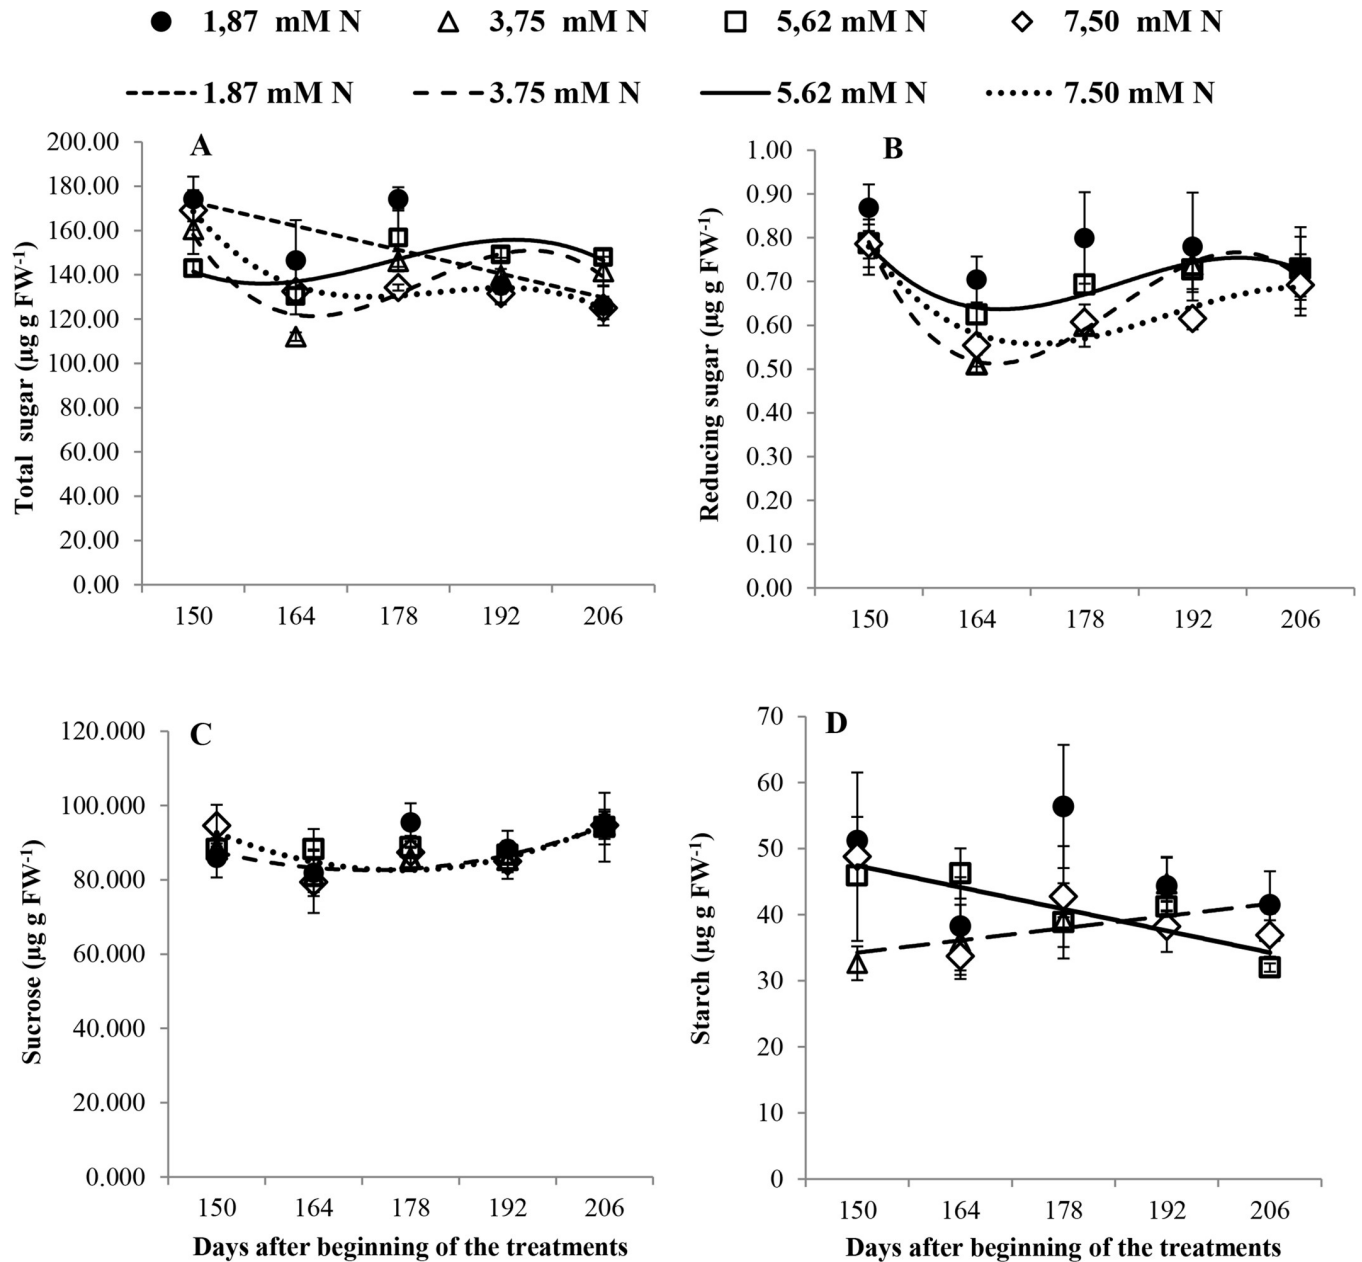 1,87 mM N 3,75 mM N 5,62 mM N 7,50 mM N
1.87 mM N 3.75 mM N 5.62 mM N 7.50 mM N
A
Total sugar (µg g FW⁻¹)
200.00
180.00
160.00
140.00
120.00
100.00
80.00
60.00
40.00
20.00
0.00
150 164 178 192 206
B
Reducing sugar (µg g FW⁻¹)
1.00
0.90
0.80
0.70
0.60
0.50
0.40
0.30
0.20
0.10
0.00
150 164 178 192 206
C
Sucrose (µg g FW⁻¹)
120.000
100.000
80.000
60.000
40.000
20.000
0.000
150 164 178 192 206
Days after beginning of the treatments
D
Starch (µg g FW⁻¹)
70
60
50
40
30
20
10
0
150 164 178 192 206
Days after beginning of the treatments